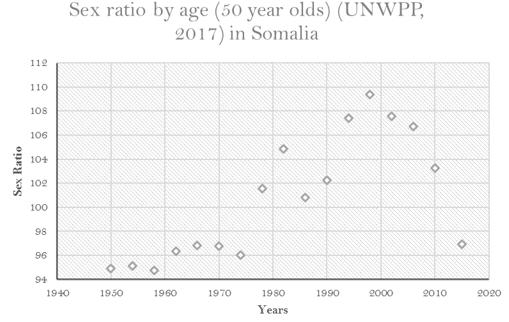 Sex ratio by age (50 year olds) (UNWPP,
2017) in Somalia
112
110
108
106
104
102
100
98
96
94
Sex Ratio
1940 1950 1960 1970 1980 1990 2000 2010 2020
Years